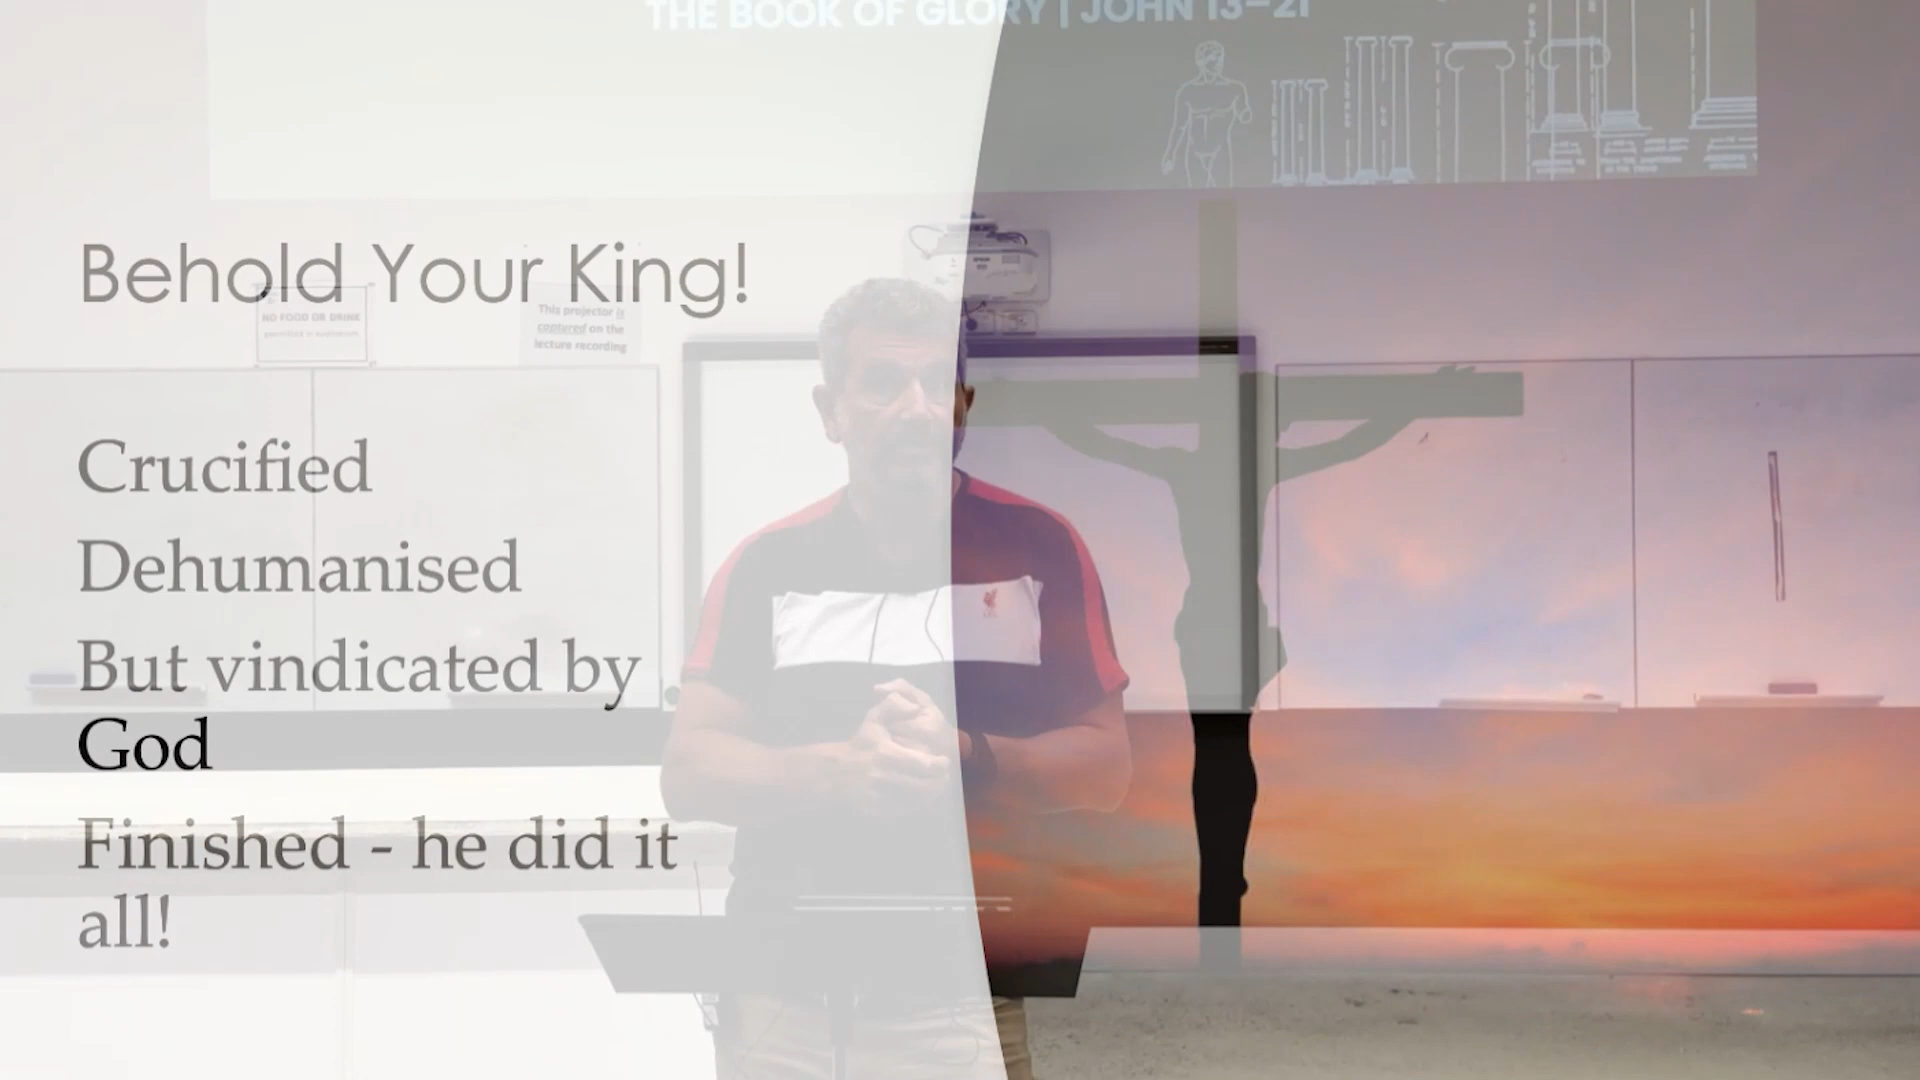 THE BOOK OF GLORY | JOHN 13–21
Behold Your King!
NO FOOD OR DRINK
This projector is
captured on the
lecture recording
EPSON
Crucified
Dehumanised
But vindicated by
God
Finished - he did it
all!